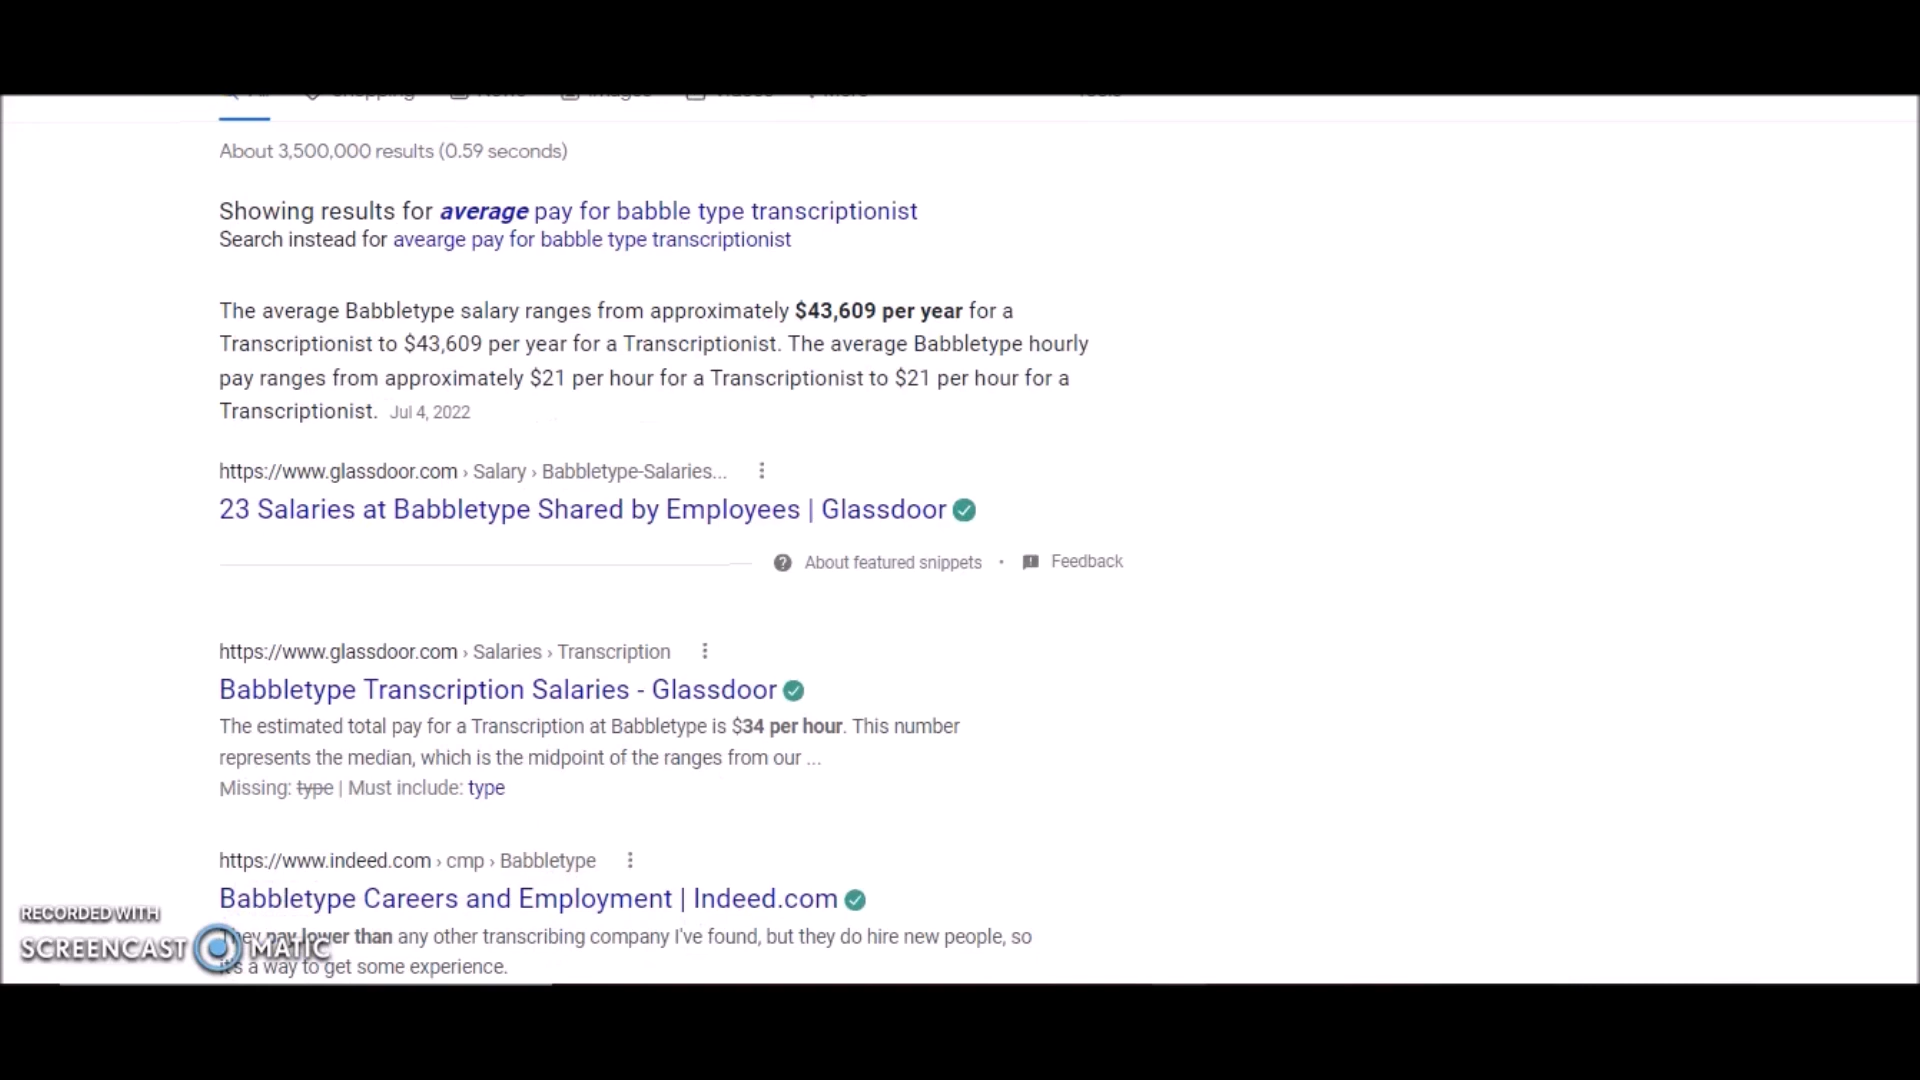 About 3,500,000 results (0.59 seconds)
Showing results for average pay for babble type transcriptionist
Search instead for avearge pay for babble type transcriptionist
The average Babbletype salary ranges from approximately $43,609 per year for a
Transcriptionist to $43,609 per year for a Transcriptionist. The average Babbletype hourly
pay ranges from approximately $21 per hour for a Transcriptionist to $21 per hour for a
Transcriptionist. Jul 4, 2022
https://www.glassdoor.com › Salary › Babbletype-Salaries...
23 Salaries at Babbletype Shared by Employees | Glassdoor
About featured snippets • Feedback
https://www.glassdoor.com › Salaries › Transcription
Babbletype Transcription Salaries - Glassdoor
The estimated total pay for a Transcription at Babbletype is $34 per hour. This number
represents the median, which is the midpoint of the ranges from our ...
Missing: type | Must include: type
https://www.indeed.com › cmp › Babbletype
Babbletype Careers and Employment | Indeed.com
They pay lower than any other transcribing company I've found, but they do hire new people, so
it's a way to get some experience.
RECORDED WITH
SCREENCAST MATIC